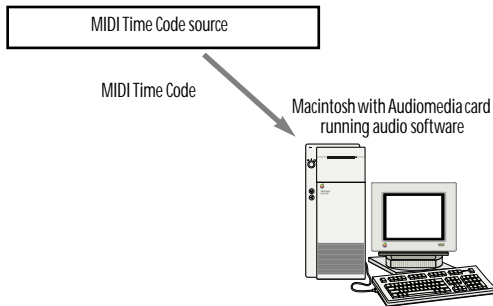 MIDI Time Code source
MIDI Time Code
Macintosh with Audiomedia card
running audio software